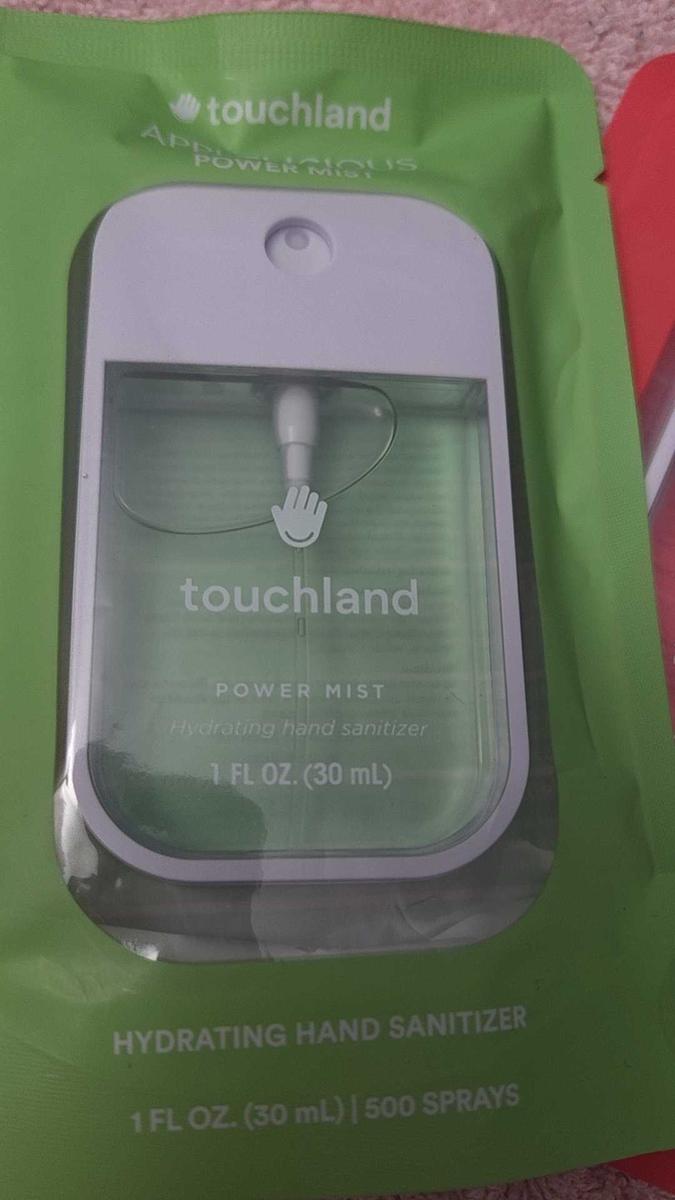 touchland
APPLELICIOUS
POWER MIST
touchland
POWER MIST
Hydrating hand sanitizer
1 FL OZ. (30 mL)
HYDRATING HAND SANITIZER
1 FL OZ. (30 mL) | 500 SPRAYS